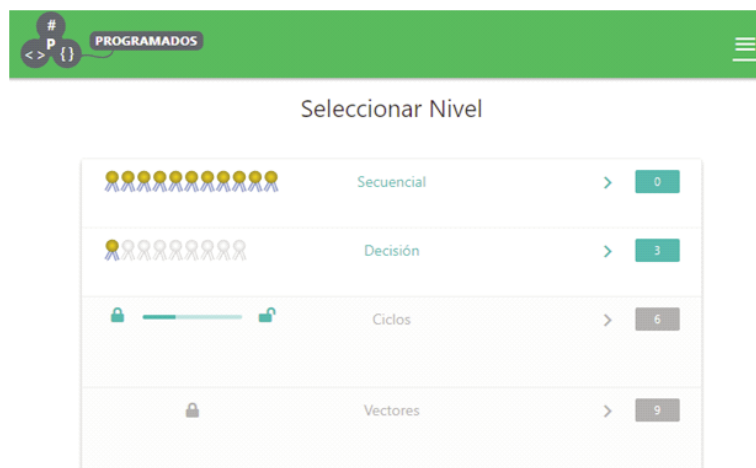 #
P
< > { }
PROGRAMADOS
Seleccionar Nivel
Secuencial > 0
Decisión > 3
Ciclos > 6
Vectores > 9